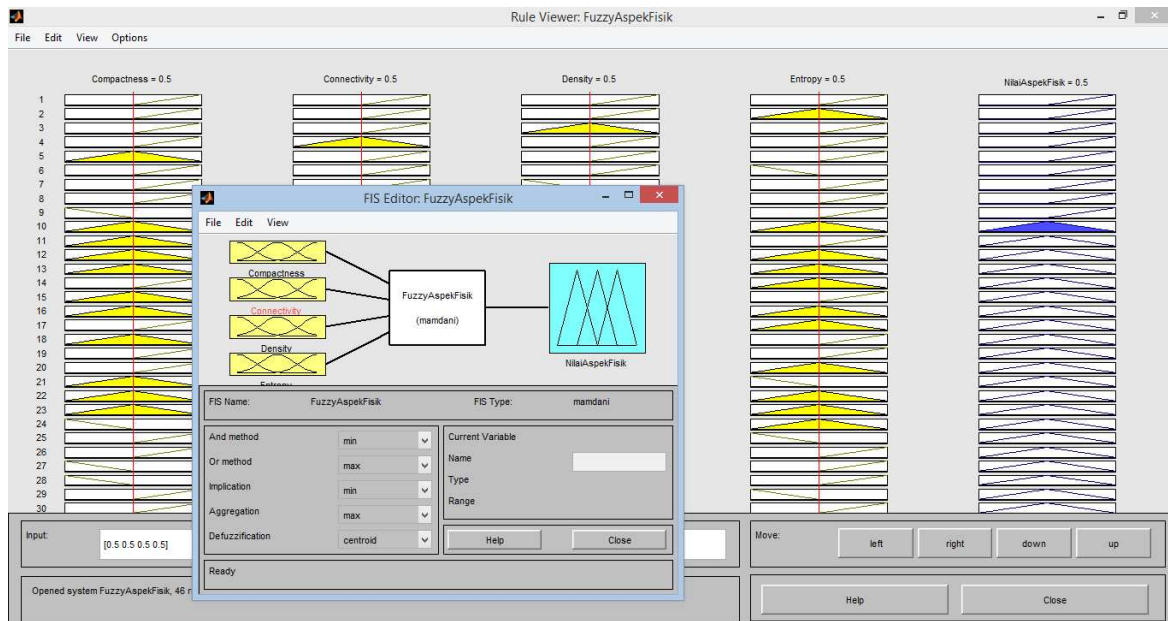 Rule Viewer: FuzzyAspekFisik
File Edit View Options
Compactness = 0.5 Connectivity = 0.5 Density = 0.5 Entropy = 0.5 NilaiAspekFisik = 0.5
1
2
3
4
5
6
7
8
9
10
11
12
13
14
15
16
17
18
19
20
21
22
23
24
25
26
27
28
29
30
FIS Editor: FuzzyAspekFisik
File Edit View
Compactness
Connectivity
Density
Entropy
FuzzyAspekFisik
(mamdani)
NilaiAspekFisik
FIS Name: FuzzyAspekFisik FIS Type: mamdani
And method min
Or method max
Implication min
Aggregation max
Defuzzification centroid
Current Variable
Name
Type
Range
Help Close
Ready
Input: [0.5 0.5 0.5 0.5]
Move: left right down up
Opened system FuzzyAspekFisik, 46
Help Close